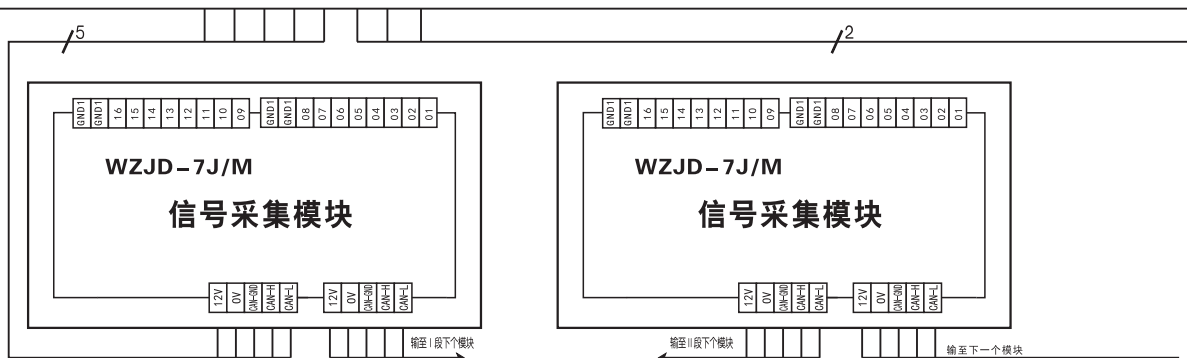 5
2
GND1 GND1 16 15 14 13 12 11 10 09 GND1 GND1 08 07 06 05 04 03 02 01
WZJD-7J/M
信号采集模块
12V 0V CAN-GND CAN-H CAN-L 12V 0V CAN-GND CAN-H CAN-L
输至I段下个模块
GND1 GND1 16 15 14 13 12 11 10 09 GND1 GND1 08 07 06 05 04 03 02 01
WZJD-7J/M
信号采集模块
12V 0V CAN-GND CAN-H CAN-L 12V 0V CAN-GND CAN-H CAN-L
输至II段下个模块
输至下一个模块